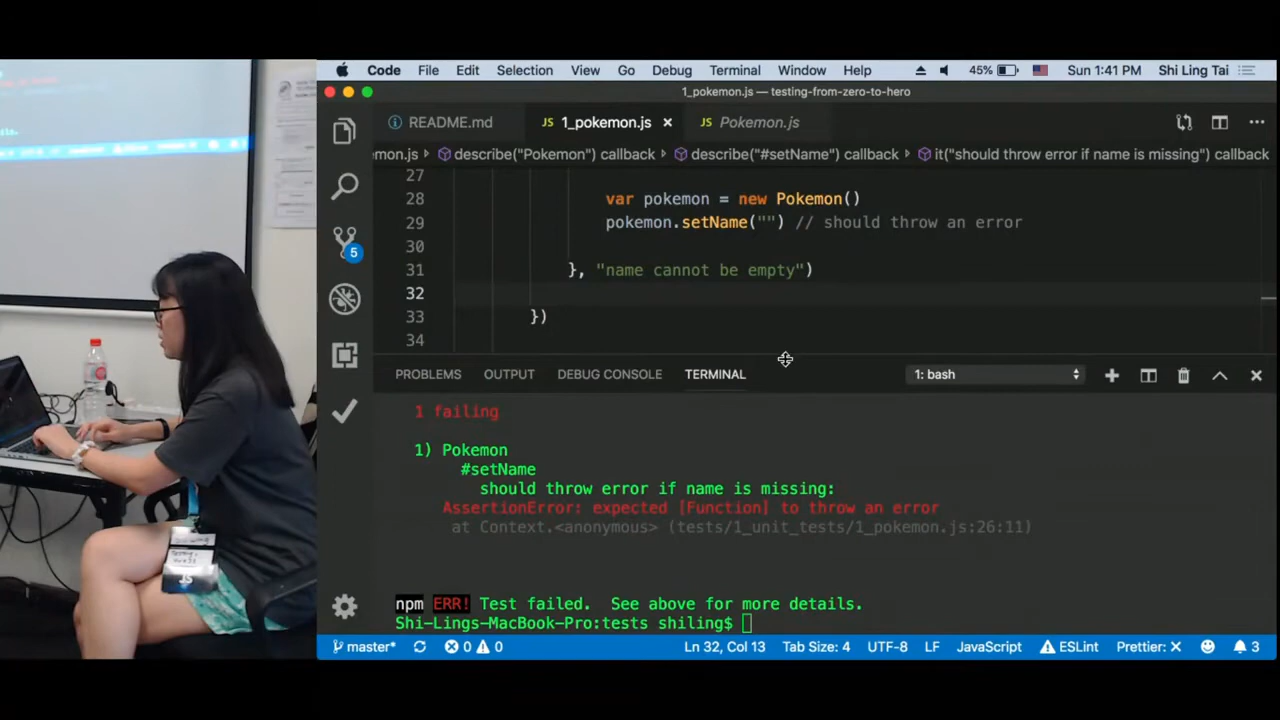 Code File Edit Selection View Go Debug Terminal Window Help 45% Sun 1:41 PM Shi Ling Tai
1_pokemon.js — testing-from-zero-to-hero
README.md JS 1_pokemon.js JS Pokemon.js
emon.js describe("Pokemon") callback describe("#setName") callback it("should throw error if name is missing") callback
27
28 var pokemon = new Pokemon()
29 pokemon.setName("") // should throw an error
30
31 }, "name cannot be empty")
32
33 })
34
5
PROBLEMS OUTPUT DEBUG CONSOLE TERMINAL 1: bash
1 failing
1) Pokemon
#setName
should throw error if name is missing:
AssertionError: expected [Function] to throw an error
at Context.<anonymous> (tests/1_unit_tests/1_pokemon.js:26:11)
npm ERR! Test failed. See above for more details.
Shi-Lings-MacBook-Pro:tests shiling$
master* 0 0 Ln 32, Col 13 Tab Size: 4 UTF-8 LF JavaScript ESLint Prettier: 3
JS